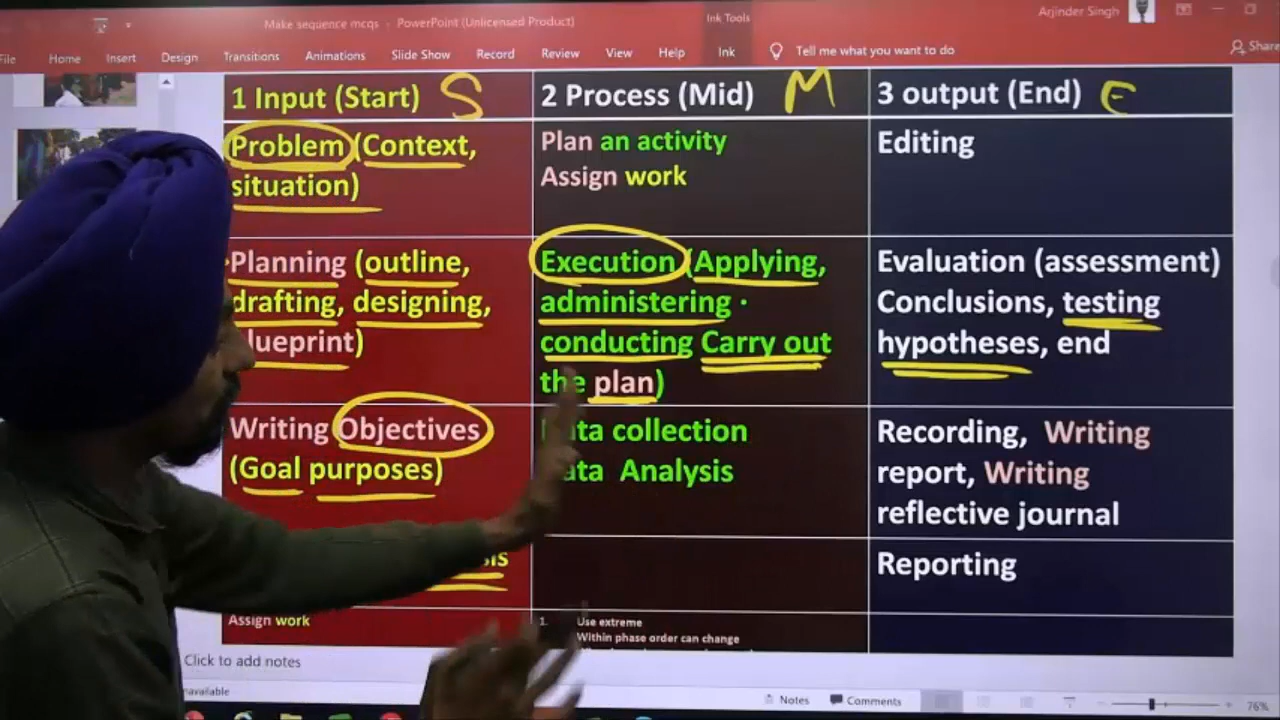 Make sequence mcqs - PowerPoint (Unlicensed Product)
Ink Tools
Arjinder Singh
File Home Insert Design Transitions Animations Slide Show Record Review View Help Ink Tell me what you want to do Share
1 Input (Start) S
2 Process (Mid) M
3 output (End) E
Problem (Context,
situation)
Plan an activity
Assign work
Editing
Planning (outline,
drafting, designing,
lueprint)
Execution (Applying,
administering ·
conducting Carry out
the plan)
Evaluation (assessment)
Conclusions, testing
hypotheses, end
Writing Objectives
(Goal purposes)
ta collection
ta Analysis
Recording, Writing
report, Writing
reflective journal
sis
Reporting
Assign work
1. Use extreme
Within phase order can change
Click to add notes
navailable
Notes Comments 76%